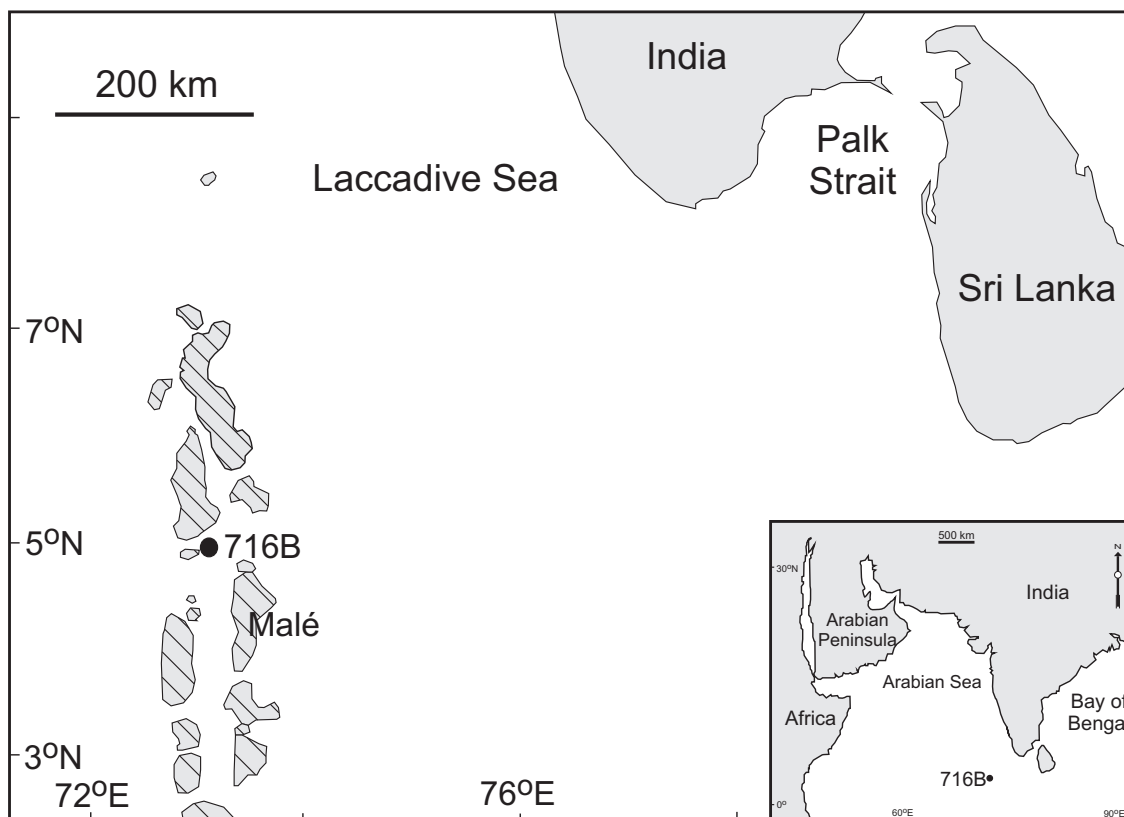 India
200 km
Palk
Strait
Laccadive Sea
Sri Lanka
7ºN
5ºN
716B
Malé
3ºN
72ºE
76ºE
500 km
N
30ºN
India
Arabian
Peninsula
Arabian Sea
Africa
Bay of
Benga
716B
0º
60ºE
90ºE